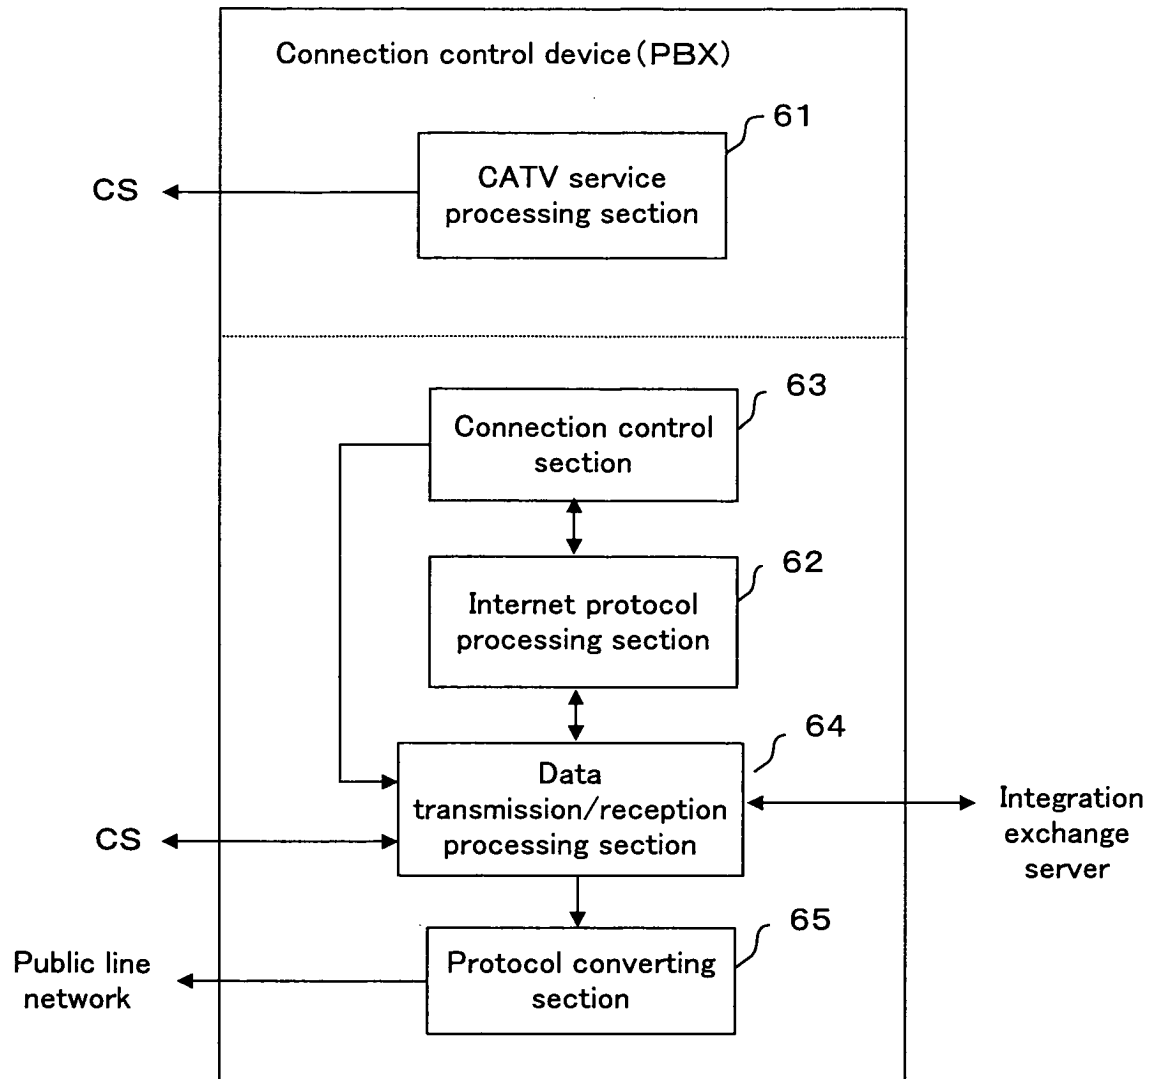 Connection control device(PBX)
61
CATV service
processing section
CS
63
Connection control
section
62
Internet protocol
processing section
64
Data
transmission/reception
processing section
CS
Integration
exchange
server
65
Protocol converting
section
Public line
network